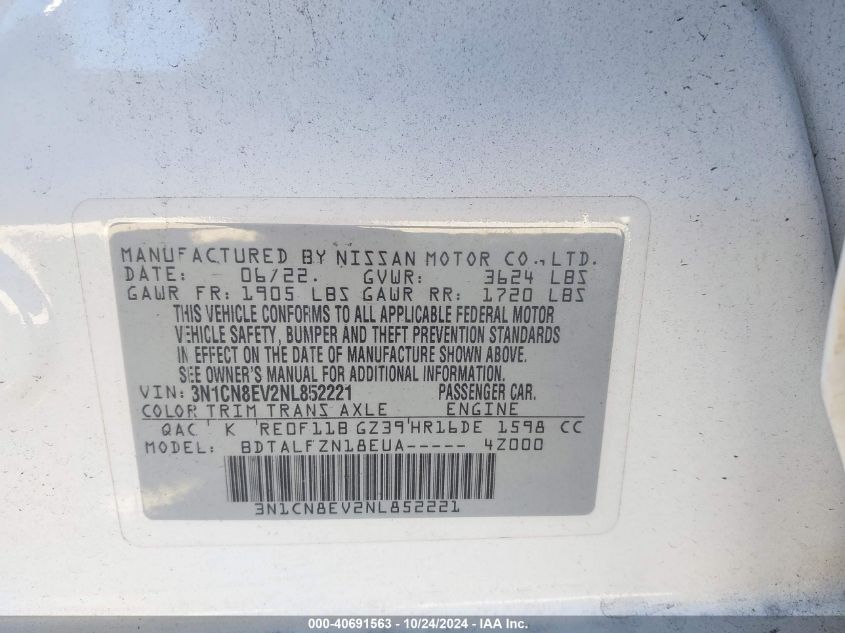 MANUFACTURED BY NISSAN MOTOR CO., LTD.
DATE: 06/22. GVWR: 3624 LBS
GAWR FR: 1905 LBS GAWR RR: 1720 LBS
THIS VEHICLE CONFORMS TO ALL APPLICABLE FEDERAL MOTOR
VEHICLE SAFETY, BUMPER AND THEFT PREVENTION STANDARDS
IN EFFECT ON THE DATE OF MANUFACTURE SHOWN ABOVE.
SEE OWNER'S MANUAL FOR ADDITIONAL INFORMATION.
VIN: 3N1CN8EV2NL852221 PASSENGER CAR.
COLOR TRIM TRANS AXLE ENGINE
QAC K RE0F11B GZ39 HR16DE 1598 CC
MODEL: BDTALFZN18EUA----- 4Z000
3N1CN8EV2NL852221
000-40691563 - 10/24/2024 - IAA Inc.